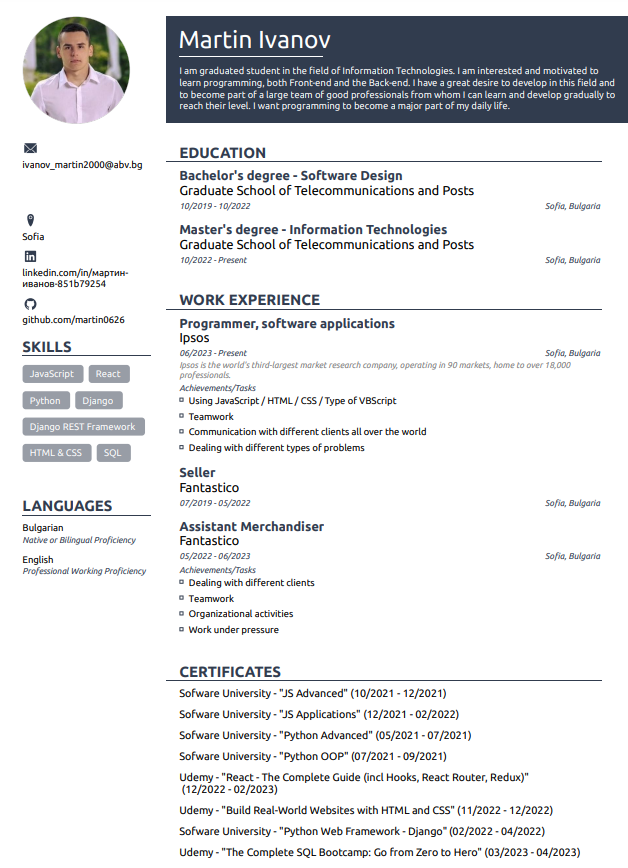 Martin Ivanov
I am graduated student in the field of Information Technologies. I am interested and motivated to
learn programming, both Front-end and the Back-end. I have a great desire to develop in this field and
to become part of a large team of good professionals from whom I can learn and develop gradually to
reach their level. I want programming to become a major part of my daily life.
ivanov_martin2000@abv.bg
Sofia
linkedin.com/in/мартин-
иванов-851b79254
github.com/martin0626
SKILLS
JavaScript React
Python Django
Django REST Framework
HTML & CSS SQL
LANGUAGES
Bulgarian
Native or Bilingual Proficiency
English
Professional Working Proficiency
EDUCATION
Bachelor's degree - Software Design
Graduate School of Telecommunications and Posts
10/2019 - 10/2022 Sofia, Bulgaria
Master's degree - Information Technologies
Graduate School of Telecommunications and Posts
10/2022 - Present Sofia, Bulgaria
WORK EXPERIENCE
Programmer, software applications
Ipsos
06/2023 - Present Sofia, Bulgaria
Ipsos is the world's third-largest market research company, operating in 90 markets, home to over 18,000
professionals.
Achievements/Tasks
Using JavaScript / HTML / CSS / Type of VBScript
Teamwork
Communication with different clients all over the world
Dealing with different types of problems
Seller
Fantastico
07/2019 - 05/2022 Sofia, Bulgaria
Assistant Merchandiser
Fantastico
05/2022 - 06/2023 Sofia, Bulgaria
Achievements/Tasks
Dealing with different clients
Teamwork
Organizational activities
Work under pressure
CERTIFICATES
Sofware University - "JS Advanced" (10/2021 - 12/2021)
Sofware University - "JS Applications" (12/2021 - 02/2022)
Sofware University - "Python Advanced" (05/2021 - 07/2021)
Sofware University - "Python OOP" (07/2021 - 09/2021)
Udemy - "React - The Complete Guide (incl Hooks, React Router, Redux)"
(12/2022 - 02/2023)
Udemy - "Build Real-World Websites with HTML and CSS" (11/2022 - 12/2022)
Sofware University - "Python Web Framework - Django" (02/2022 - 04/2022)
Udemy - "The Complete SQL Bootcamp: Go from Zero to Hero" (03/2023 - 04/2023)